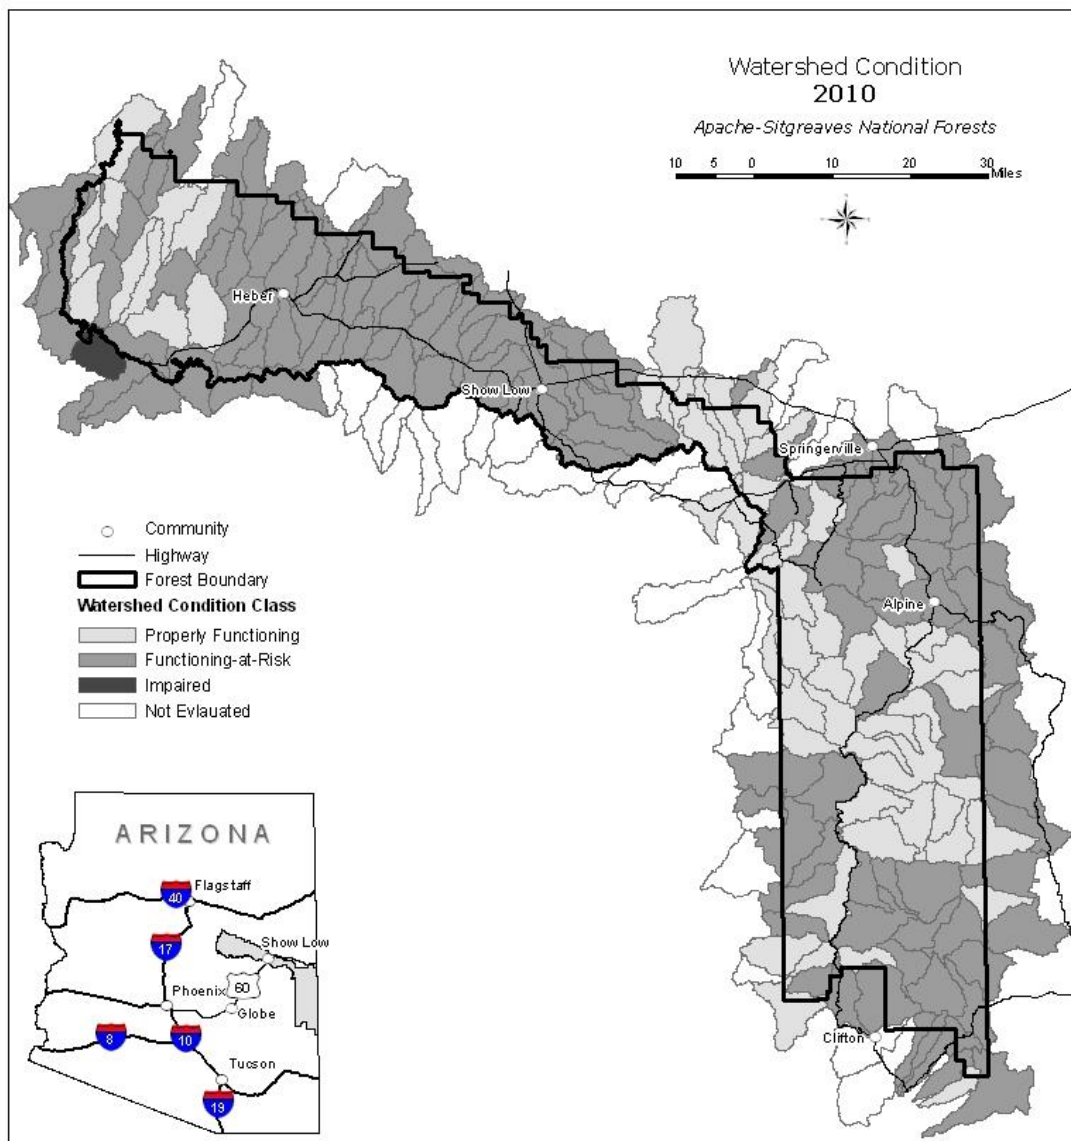 Watershed Condition
2010
Apache-Sitgreaves National Forests
10 5 0 10 20 30
Miles
Heber
Show Low
Springerville
Alpine
Clifton
Community
Highway
Forest Boundary
Watershed Condition Class
Properly Functioning
Functioning-at-Risk
Impaired
Not Evlauated
ARIZONA
Flagstaff
40
17
Show Low
60
Phoenix
Globe
8
10
Tucson
19